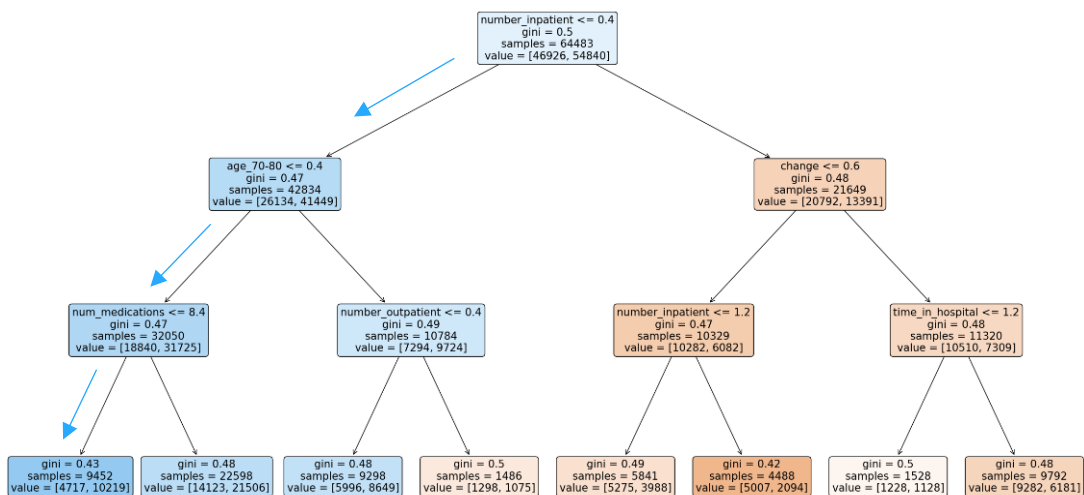 number_inpatient <= 0.4
gini = 0.5
samples = 64483
value = [46926, 54840]
age_70-80 <= 0.4
gini = 0.47
samples = 42834
value = [26134, 41449]
change <= 0.6
gini = 0.48
samples = 21649
value = [20792, 13391]
num_medications <= 8.4
gini = 0.47
samples = 32050
value = [18840, 31725]
number_outpatient <= 0.4
gini = 0.49
samples = 10784
value = [7294, 9724]
number_inpatient <= 1.2
gini = 0.47
samples = 10329
value = [10282, 6082]
time_in_hospital <= 1.2
gini = 0.48
samples = 11320
value = [10510, 7309]
gini = 0.43
samples = 9452
value = [4717, 10219]
gini = 0.48
samples = 22598
value = [14123, 21506]
gini = 0.48
samples = 9298
value = [5996, 8649]
gini = 0.5
samples = 1486
value = [1298, 1075]
gini = 0.49
samples = 5841
value = [5275, 3988]
gini = 0.42
samples = 4488
value = [5007, 2094]
gini = 0.5
samples = 1528
value = [1228, 1128]
gini = 0.48
samples = 9792
value = [9282, 6181]